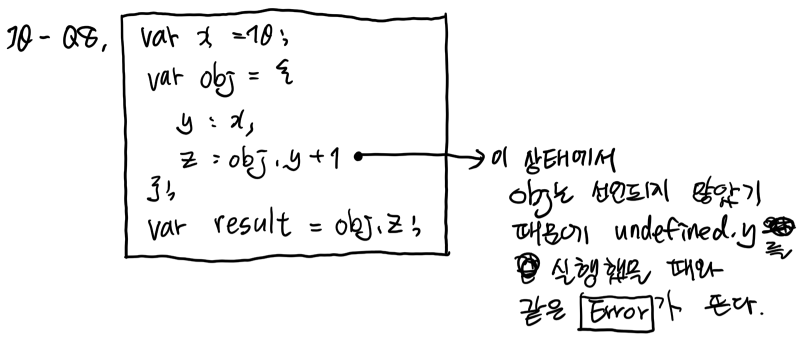 10-Q8.
var x = 10;
var obj = {
y : x,
z : obj.y + 1
};
var result = obj.z;
이 상태에서
obj는 선언되지 않았기
때문에 undefined.y를
실행했을 때와
같은 Error가 뜬다.